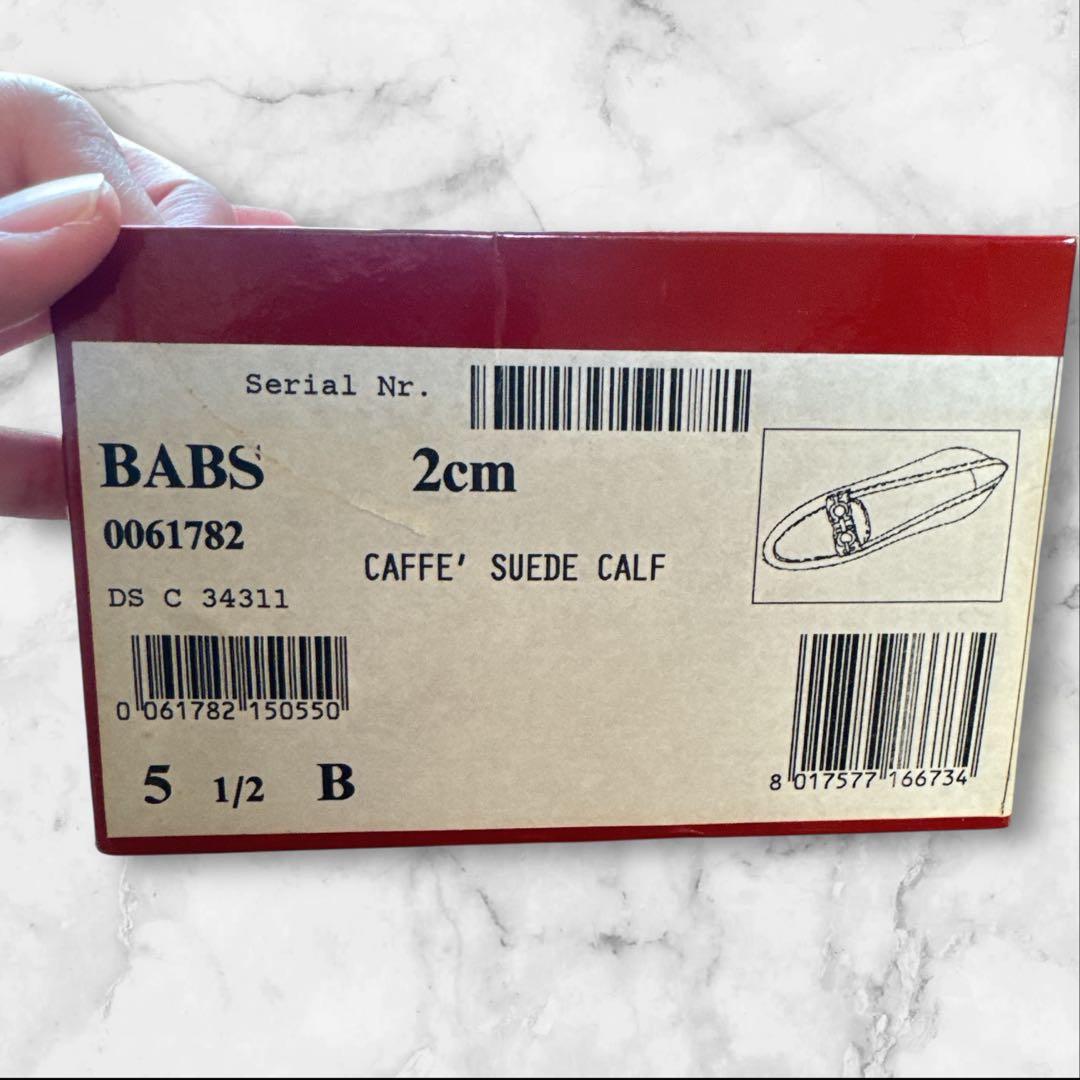 Serial Nr.
BABS 2cm
0061782
CAFFE' SUEDE CALF
DS C 34311
0 061782 150550
8 017577 166734
5 1/2 B